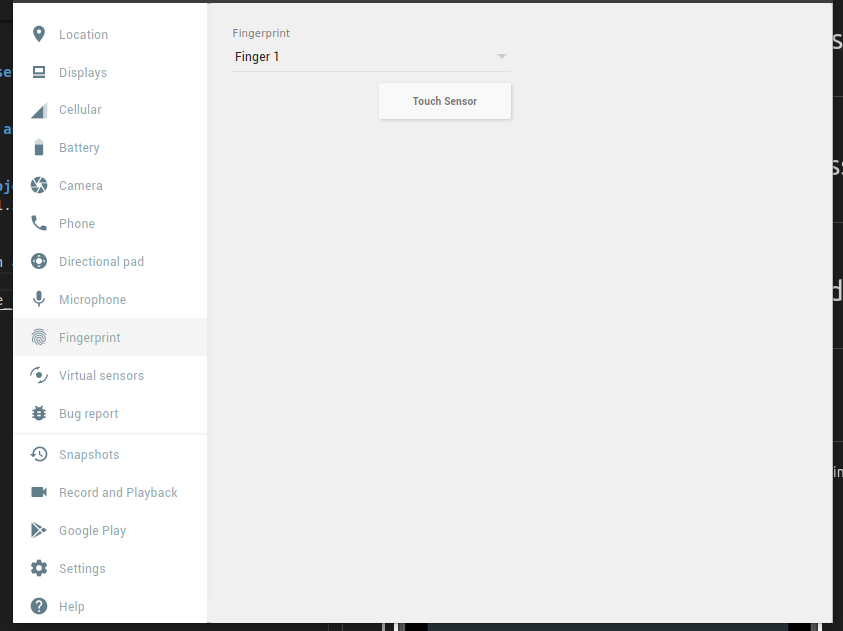 Location
Displays
Cellular
Battery
Camera
Phone
Directional pad
Microphone
Fingerprint
Virtual sensors
Bug report
Snapshots
Record and Playback
Google Play
Settings
Help
Fingerprint
Finger 1
Touch Sensor